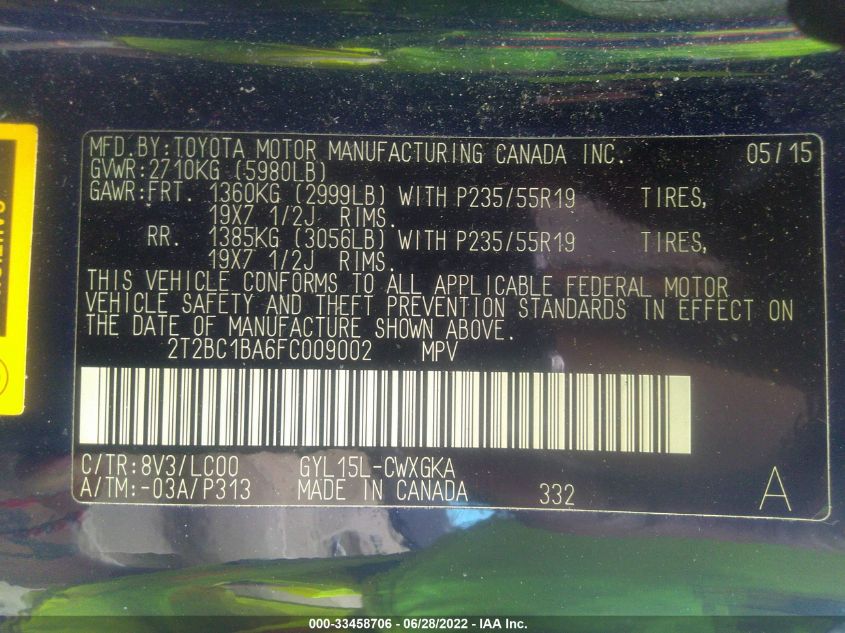 MFD.BY:TOYOTA MOTOR MANUFACTURING CANADA INC. 05/15
GVWR:2710KG (5980LB)
GAWR:FRT. 1360KG (2999LB) WITH P235/55R19 TIRES,
19X7 1/2J RIMS.
RR. 1385KG (3056LB) WITH P235/55R19 TIRES,
19X7 1/2J RIMS.
THIS VEHICLE CONFORMS TO ALL APPLICABLE FEDERAL MOTOR
VEHICLE SAFETY AND THEFT PREVENTION STANDARDS IN EFFECT ON
THE DATE OF MANUFACTURE SHOWN ABOVE.
2T2BC1BA6FC009002 MPV
C/TR:8V3/LC00 GYL15L-CWXGKA
A/TM:-03A/P313 MADE IN CANADA 332 A
000-33458706 - 06/28/2022 - IAA Inc.